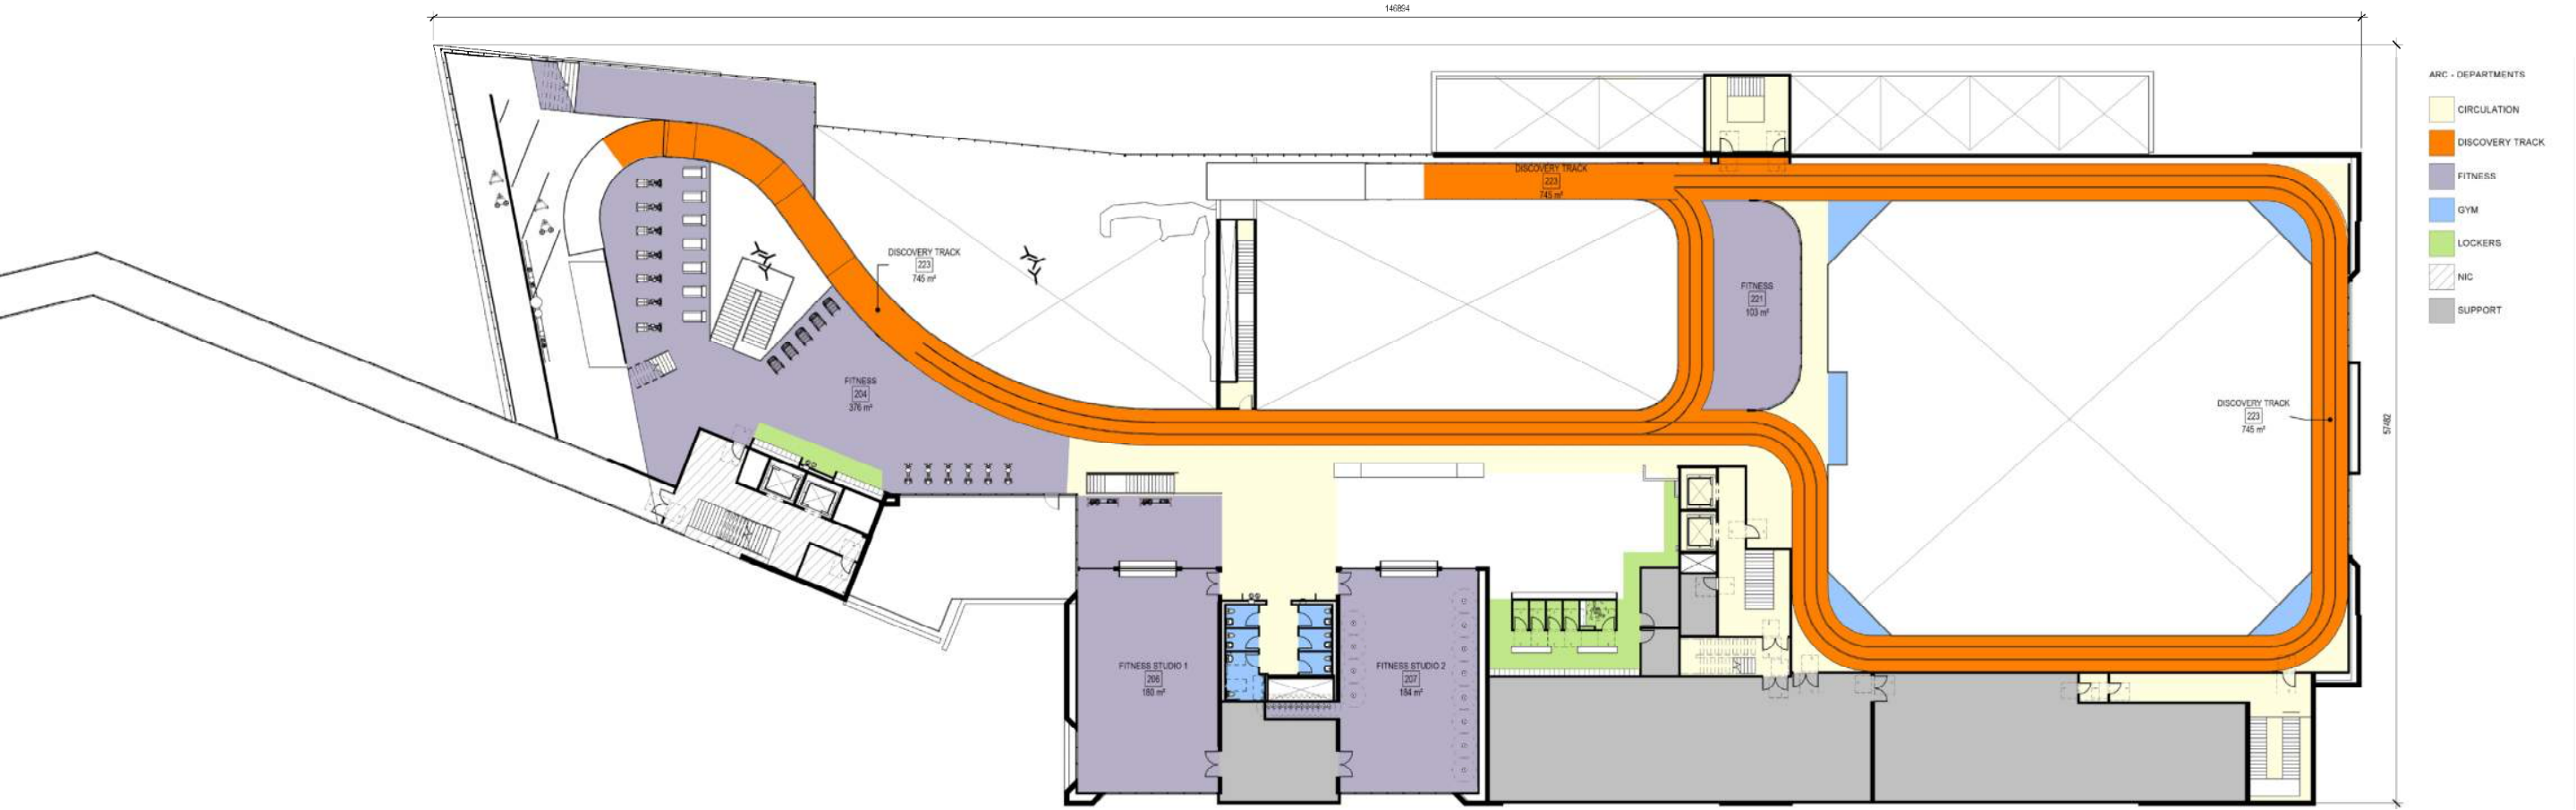 146894
ARC - DEPARTMENTS
CIRCULATION
DISCOVERY TRACK
FITNESS
GYM
LOCKERS
NIC
SUPPORT
DISCOVERY TRACK
223
745 m²
DISCOVERY TRACK
223
745 m²
FITNESS
221
103 m²
FITNESS
204
376 m²
DISCOVERY TRACK
223
745 m²
57482
FITNESS STUDIO 1
206
180 m²
FITNESS STUDIO 2
207
184 m²